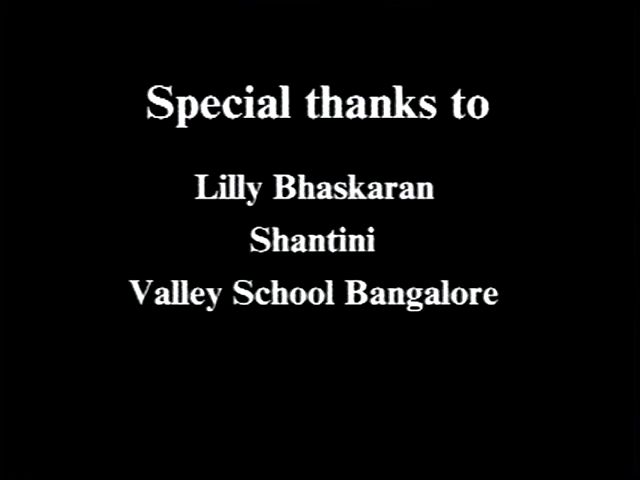 Special thanks to
Lilly Bhaskaran
Shantini
Valley School Bangalore